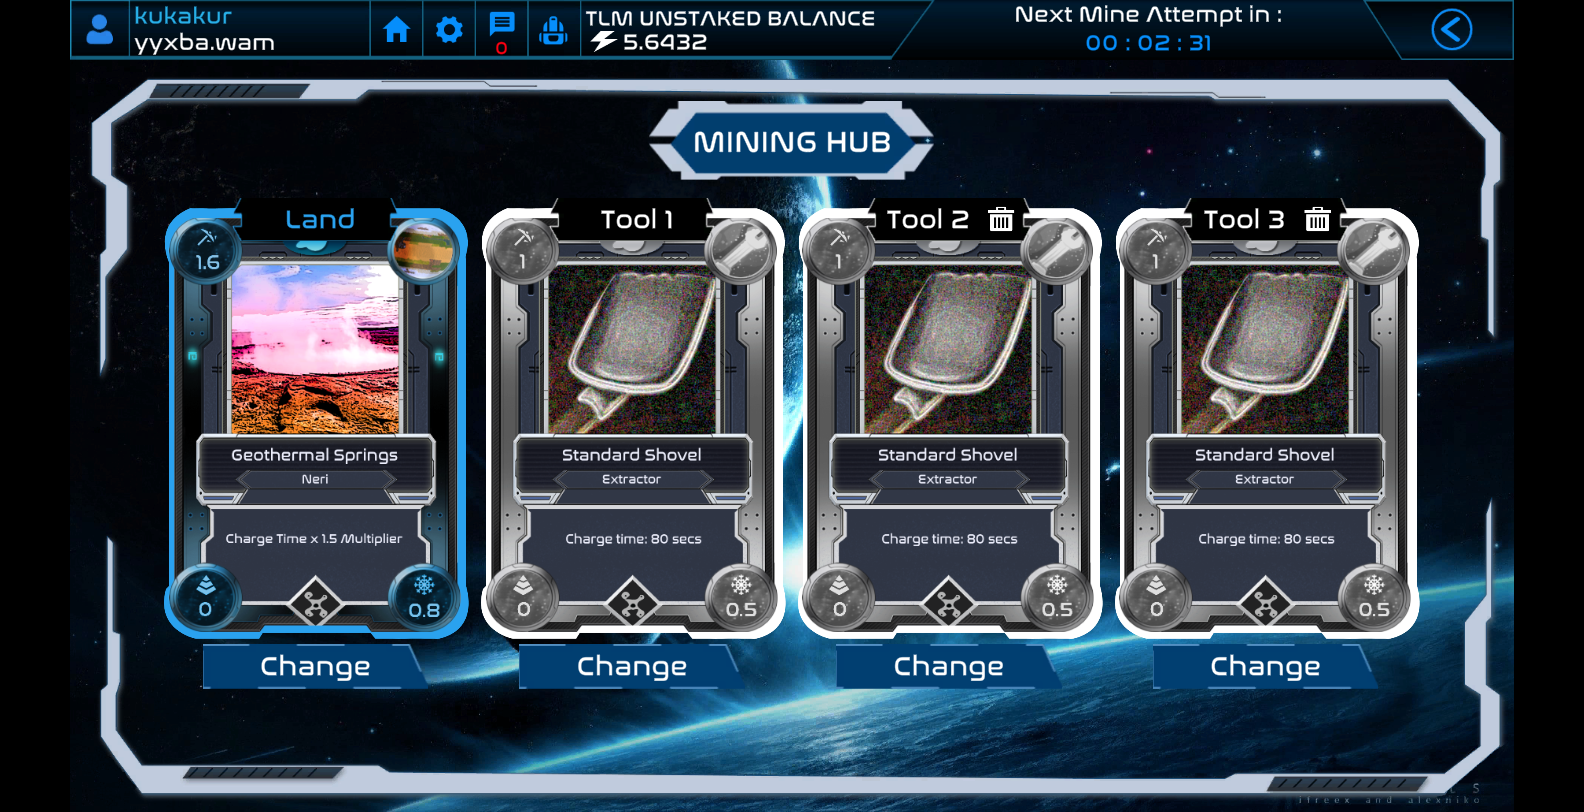 kukakur
yyxba.wam
0
TLM UNSTAKED BALANCE
5.6432
Next Mine Attempt in :
00 : 02 : 31
MINING HUB
Land
1.6
Geothermal Springs
Neri
Charge Time x 1.5 Multiplier
0
0.8
Change
Tool 1
1
Standard Shovel
Extractor
Charge time: 80 secs
0
0.5
Change
Tool 2
1
Standard Shovel
Extractor
Charge time: 80 secs
0
0.5
Change
Tool 3
1
Standard Shovel
Extractor
Charge time: 80 secs
0
0.5
Change
ifreex and alexniko